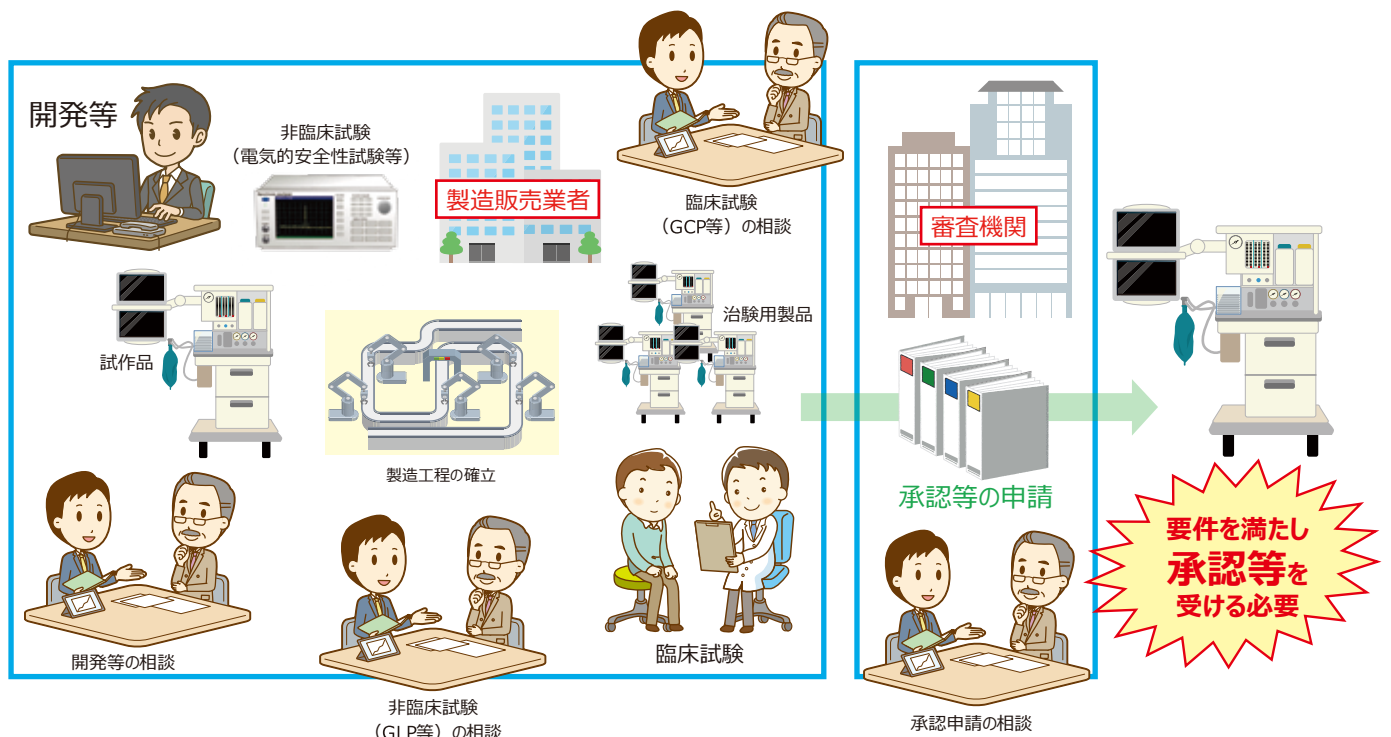 開発等
非臨床試験
（電気的安全性試験等）
製造販売業者
臨床試験
（GCP等）の相談
審査機関
試作品
治験用製品
製造工程の確立
承認等の申請
要件を満たし
承認等を
受ける必要
開発等の相談
臨床試験
非臨床試験
（GLP等）の相談
承認申請の相談